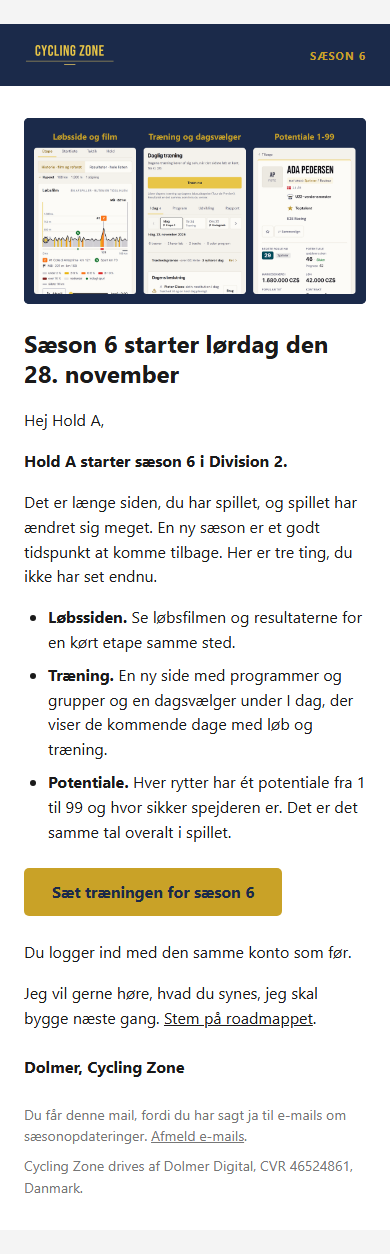 CYCLING ZONE
SÆSON 6
Løbsside og film
Træning og dagsvælger
Potentiale 1-99
Daglig træning
AP
ADA PEDERSEN
1.680.000 CZ$
Sæson 6 starter lørdag den
28. november
Hej Hold A,
Hold A starter sæson 6 i Division 2.
Det er længe siden, du har spillet, og spillet har
ændret sig meget. En ny sæson er et godt
tidspunkt at komme tilbage. Her er tre ting, du
ikke har set endnu.
• Løbssiden. Se løbsfilmen og resultaterne for
en kørt etape samme sted.
• Træning. En ny side med programmer og
grupper og en dagsvælger under I dag, der
viser de kommende dage med løb og
træning.
• Potentiale. Hver rytter har ét potentiale fra 1
til 99 og hvor sikker spejderen er. Det er det
samme tal overalt i spillet.
Sæt træningen for sæson 6
Du logger ind med den samme konto som før.
Jeg vil gerne høre, hvad du synes, jeg skal
bygge næste gang. Stem på roadmappet.
Dolmer, Cycling Zone
Du får denne mail, fordi du har sagt ja til e-mails om
sæsonopdateringer. Afmeld e-mails.
Cycling Zone drives af Dolmer Digital, CVR 46524861,
Danmark.